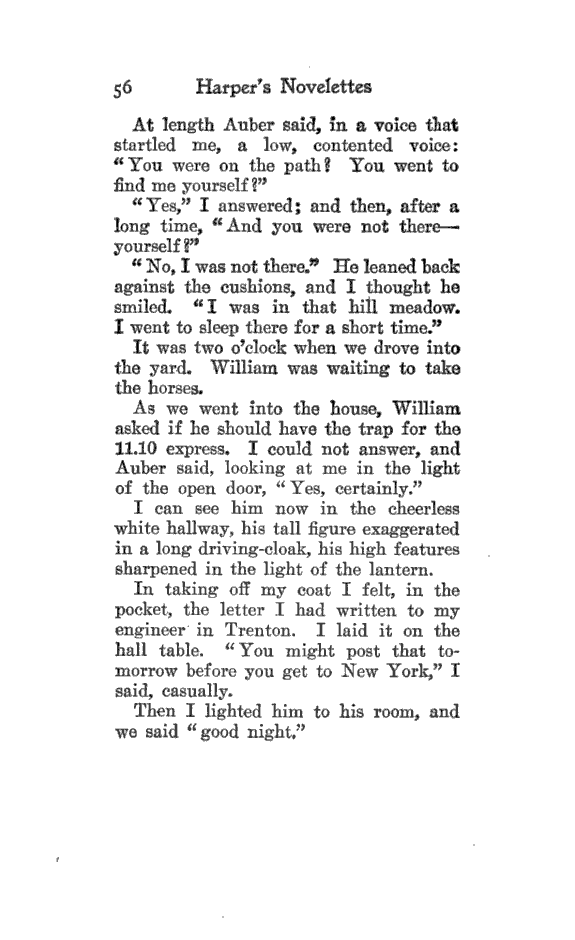 56 Harper's Novelettes
At length Auber said, in a voice that
startled me, a low, contented voice:
“You were on the path? You went to
find me yourself?”
“Yes,” I answered; and then, after a
long time, “And you were not there—
yourself?”
“No, I was not there.” He leaned back
against the cushions, and I thought he
smiled. “I was in that hill meadow.
I went to sleep there for a short time.”
It was two o'clock when we drove into
the yard. William was waiting to take
the horses.
As we went into the house, William
asked if he should have the trap for the
11.10 express. I could not answer, and
Auber said, looking at me in the light
of the open door, “Yes, certainly.”
I can see him now in the cheerless
white hallway, his tall figure exaggerated
in a long driving-cloak, his high features
sharpened in the light of the lantern.
In taking off my coat I felt, in the
pocket, the letter I had written to my
engineer in Trenton. I laid it on the
hall table. “You might post that to-
morrow before you get to New York,” I
said, casually.
Then I lighted him to his room, and
we said “good night.”